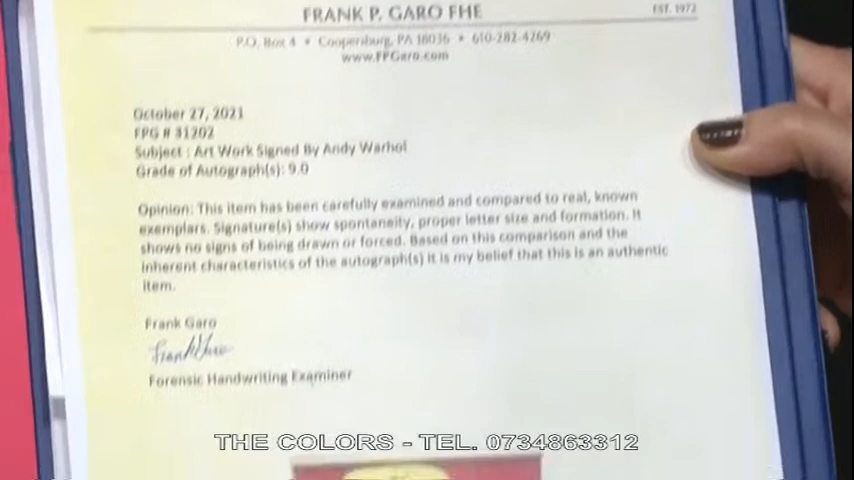 FRANK P. GARO FHE
EST. 1972
P.O. Box 4 • Coopersburg, PA 18036 • 610-282-4269
www.FPGaro.com
October 27, 2021
FPG # 31202
Subject : Art Work Signed By Andy Warhol
Grade of Autograph(s): 9.0
Opinion: This item has been carefully examined and compared to real, known
exemplars. Signature(s) show spontaneity, proper letter size and formation. It
shows no signs of being drawn or forced. Based on this comparison and the
inherent characteristics of the autograph(s) it is my belief that this is an authentic
item.
Frank Garo
Frank Garo
Forensic Handwriting Examiner
THE COLORS - TEL. 0734863312